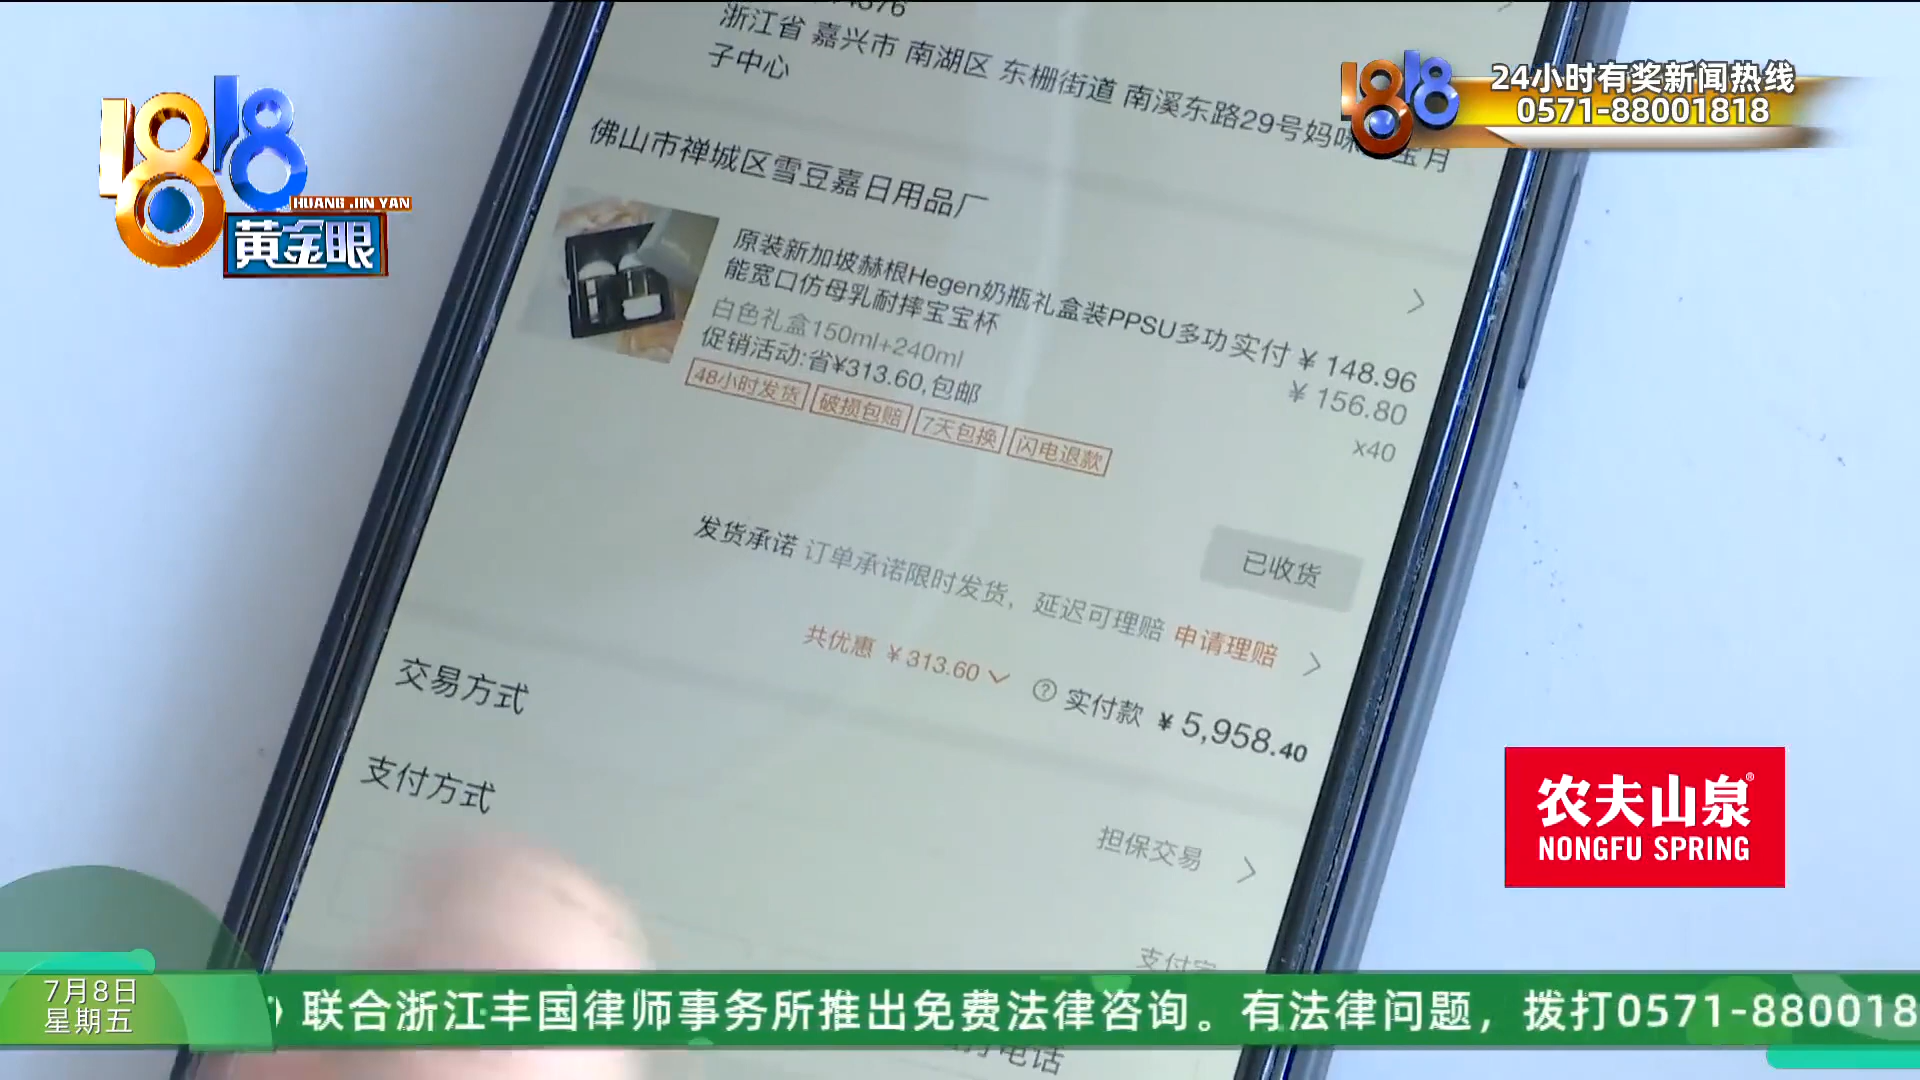 浙江省 嘉兴市 南湖区 东栅街道 南溪东路29号妈咪 宝月
子中心
佛山市禅城区雪豆嘉日用品厂
原装新加坡赫根Hegen奶瓶礼盒装PPSU多功
能宽口仿母乳耐摔宝宝杯
实付 ¥ 148.96
¥ 156.80
x40
白色礼盒150ml+240ml
促销活动:省¥313.60,包邮
48小时发货 破损包赔 7天包换 闪电退款
已收货
发货承诺 订单承诺限时发货，延迟可理赔 申请理赔
共优惠 ¥313.60
? 实付款 ¥ 5,958.40
交易方式
担保交易
支付方式
支付宝
电话
1818
HUANG JIN YAN
黄金眼
1818
24小时有奖新闻热线
0571-88001818
农夫山泉®
NONGFU SPRING
7月8日
星期五
）联合浙江丰国律师事务所推出免费法律咨询。有法律问题，拨打0571-880018